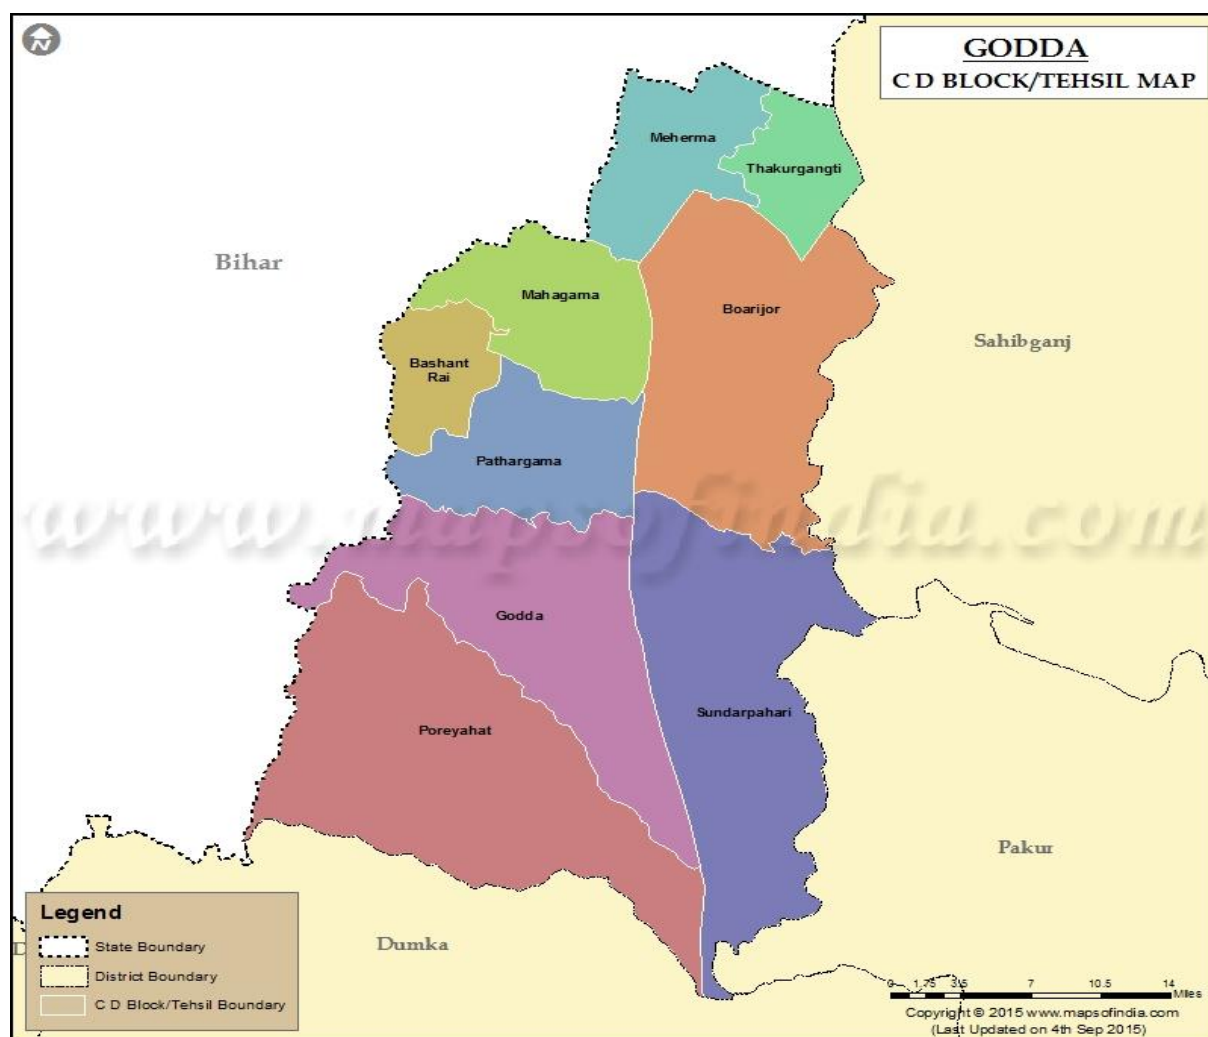 N
GODDA
C D BLOCK/TEHSIL MAP
Meherma
Thakurgangti
Bihar
Mahagama
Boarijor
Sahibganj
Bashant
Rai
Pathargama
www.mapsofindia.com
Godda
Sundarpahari
Poreyahat
Pakur
Dumka
D
Legend
State Boundary
District Boundary
C D Block/Tehsil Boundary
0 1.75 3.5 7 10.5 14
Miles
Copyright © 2015 www.mapsofindia.com
(Last Updated on 4th Sep 2015)